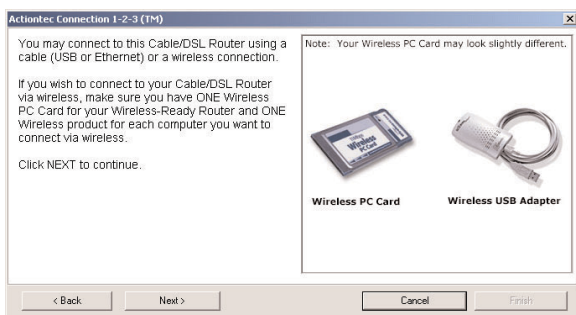 Actiontec Connection 1-2-3 (TM)
You may connect to this Cable/DSL Router using a
cable (USB or Ethernet) or a wireless connection.
If you wish to connect to your Cable/DSL Router
via wireless, make sure you have ONE Wireless
PC Card for your Wireless-Ready Router and ONE
Wireless product for each computer you want to
connect via wireless.
Click NEXT to continue.
Note: Your Wireless PC Card may look slightly different.
Wireless
PC Card
Wireless PC Card
Wireless USB Adapter
< Back
Next >
Cancel
Finish